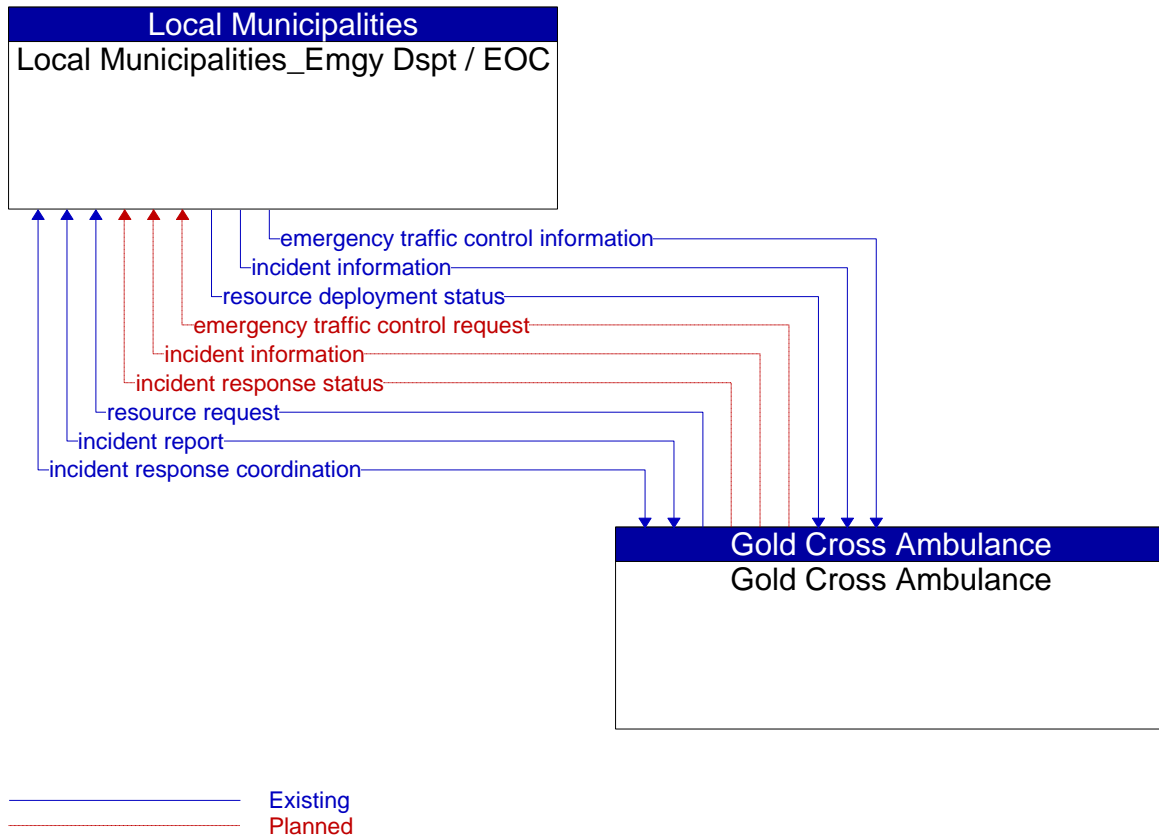 Local Municipalities
Local Municipalities_Emgy Dspt / EOC
emergency traffic control information
incident information
resource deployment status
emergency traffic control request
incident information
incident response status
resource request
incident report
incident response coordination
Gold Cross Ambulance
Gold Cross Ambulance
Existing
Planned